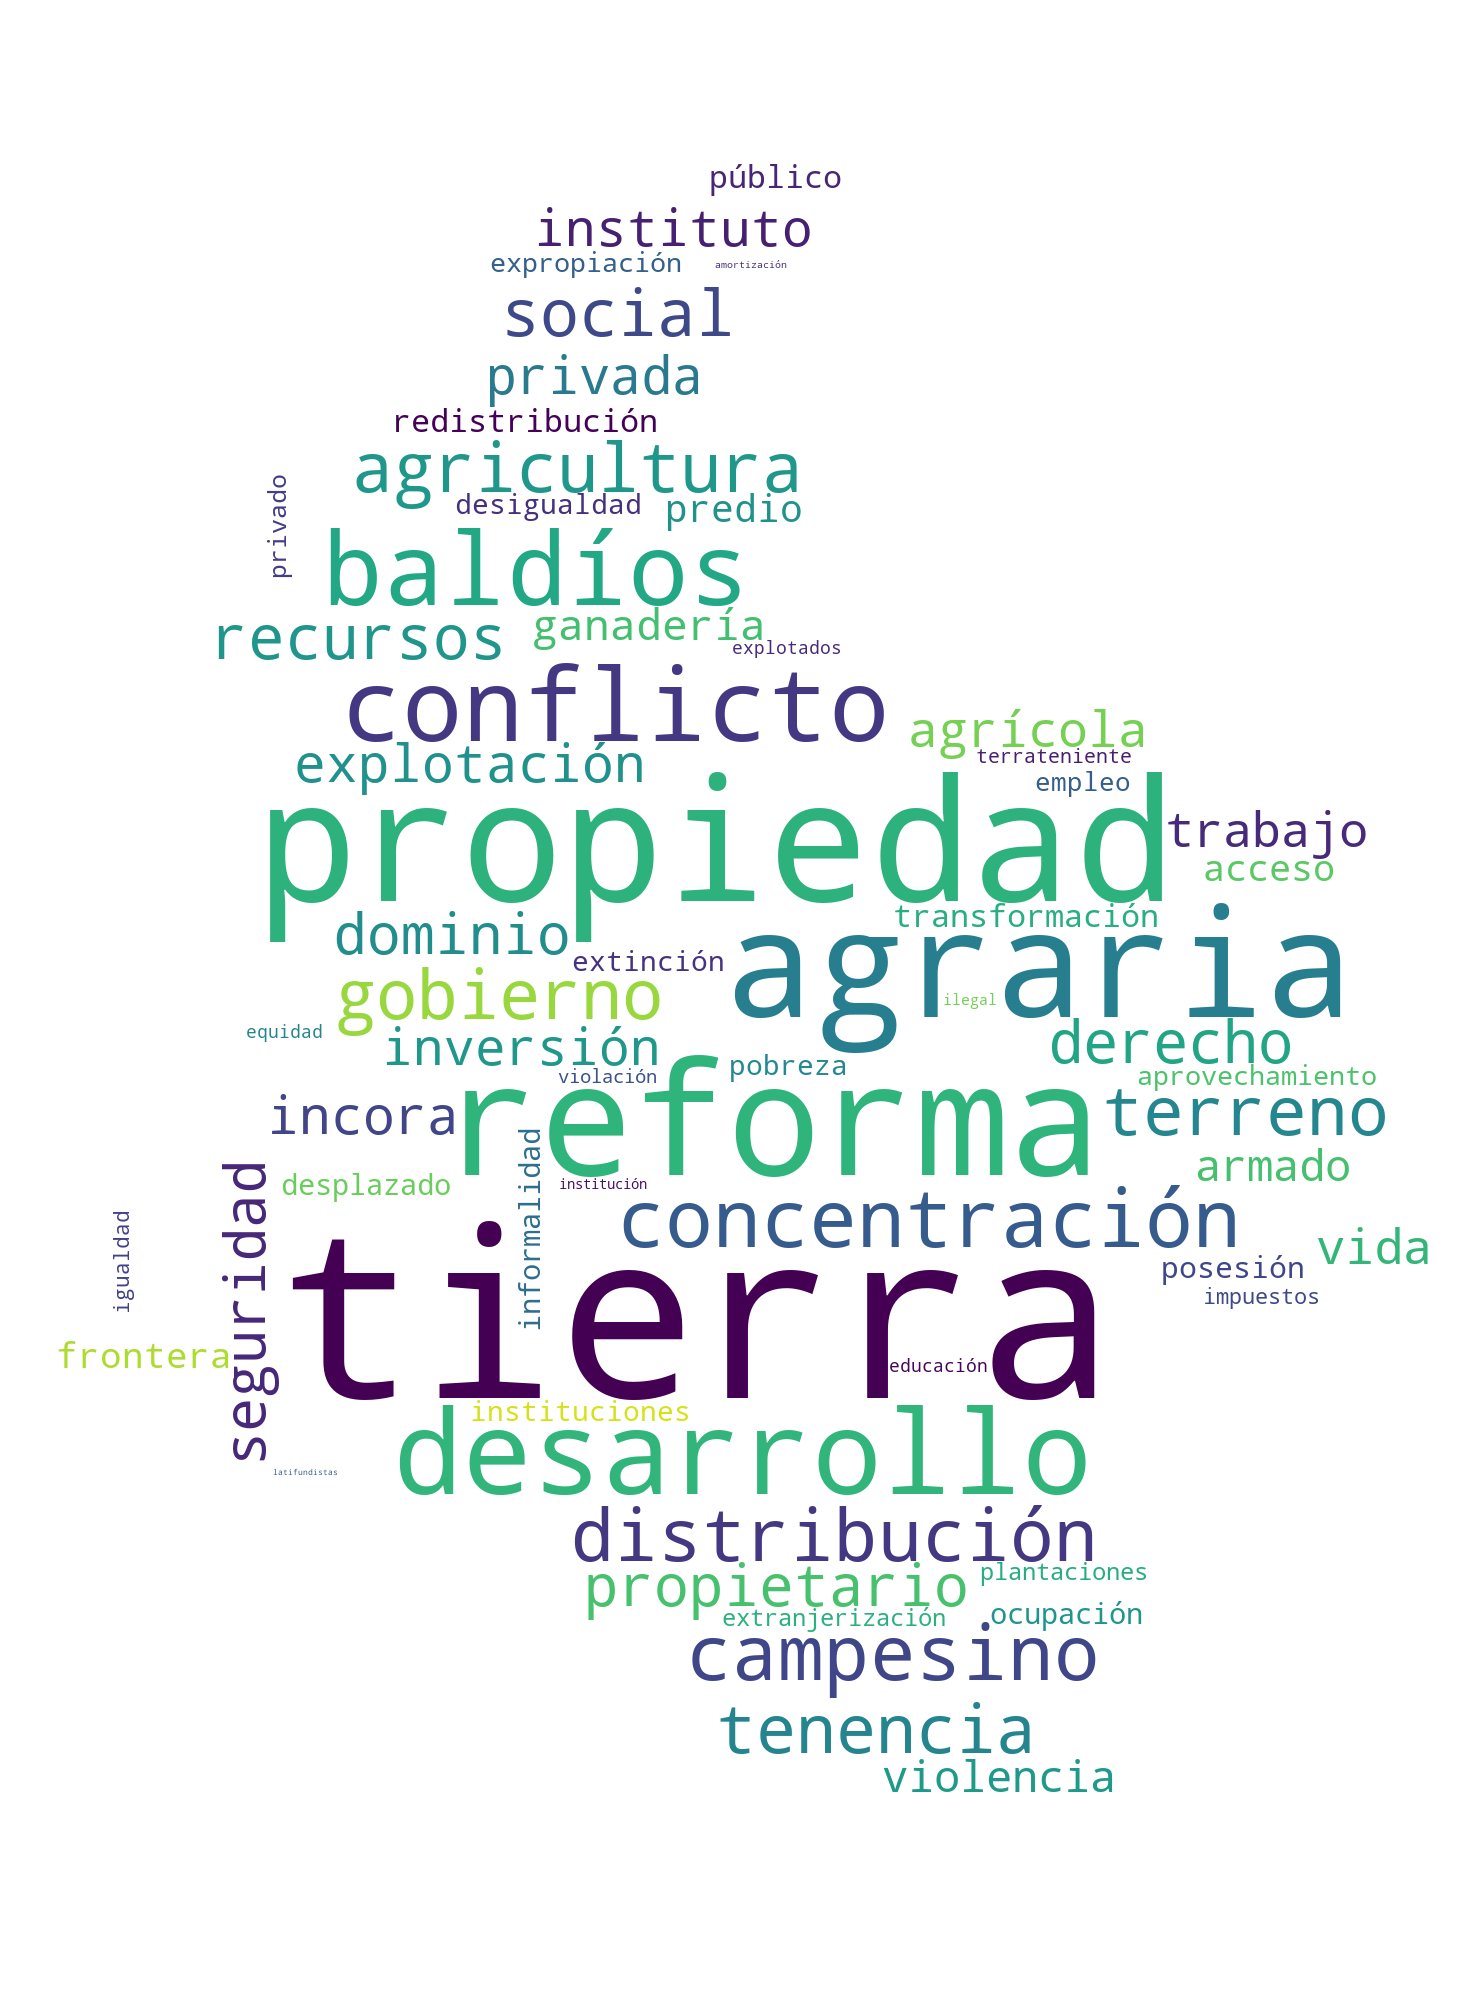 público
instituto
expropiación
amortización
social
privada
redistribución
agricultura
privado
desigualdad
predio
baldíos
recursos
ganadería
explotados
conflicto
agrícola
explotación
terrateniente
empleo
propiedad
trabajo
acceso
dominio
transformación
extinción
agraria
gobierno
ilegal
equidad
inversión
derecho
violación
pobreza
aprovechamiento
incora
reforma
terreno
desplazado
informalidad
institución
armado
igualdad
seguridad
concentración
vida
posesión
impuestos
tierra
frontera
educación
instituciones
desarrollo
latifundistas
distribución
propietario
plantaciones
extranjerización
ocupación
campesino
tenencia
violencia